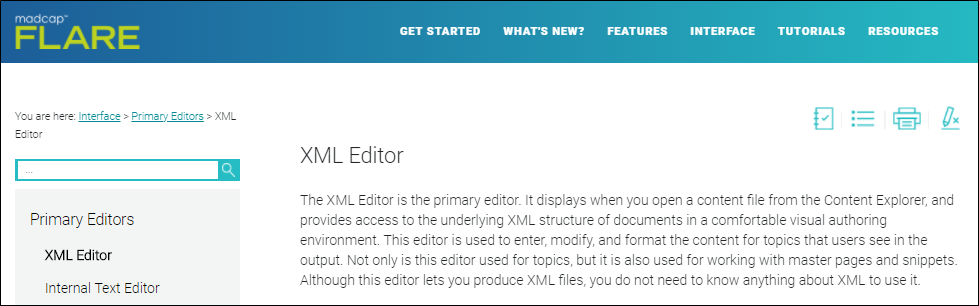 madcap™
FLARE
GET STARTED WHAT'S NEW? FEATURES INTERFACE TUTORIALS RESOURCES
You are here: Interface > Primary Editors > XML
Editor
...
Primary Editors
XML Editor
Internal Text Editor
XML Editor
The XML Editor is the primary editor. It displays when you open a content file from the Content Explorer, and
provides access to the underlying XML structure of documents in a comfortable visual authoring
environment. This editor is used to enter, modify, and format the content for topics that users see in the
output. Not only is this editor used for topics, but it is also used for working with master pages and snippets.
Although this editor lets you produce XML files, you do not need to know anything about XML to use it.